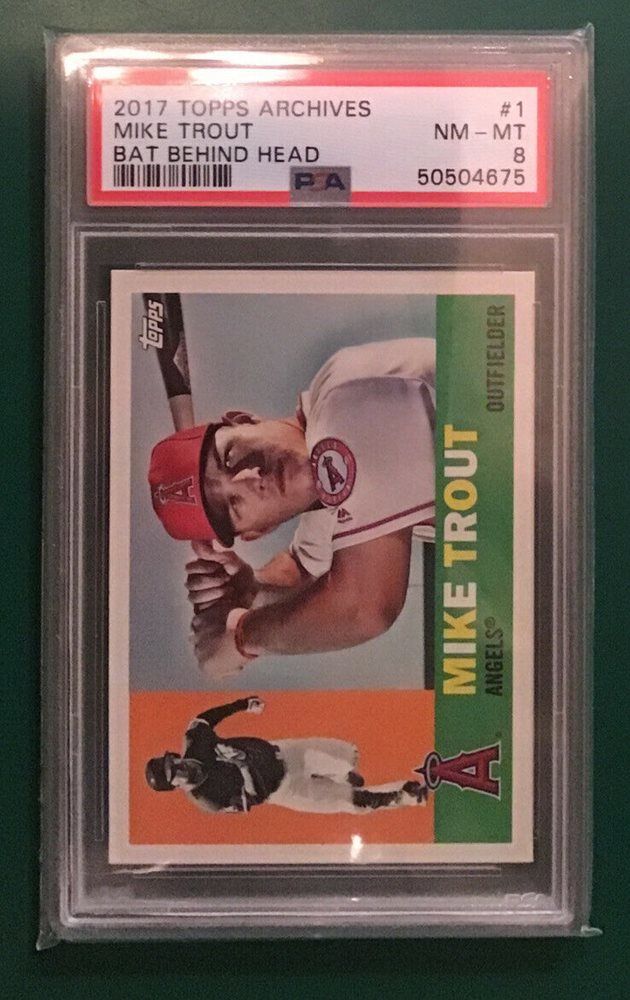 2017 TOPPS ARCHIVES #1
MIKE TROUT NM - MT
BAT BEHIND HEAD 8
PSA 50504675
topps
OUTFIELDER
MIKE TROUT
ANGELS®
A
A